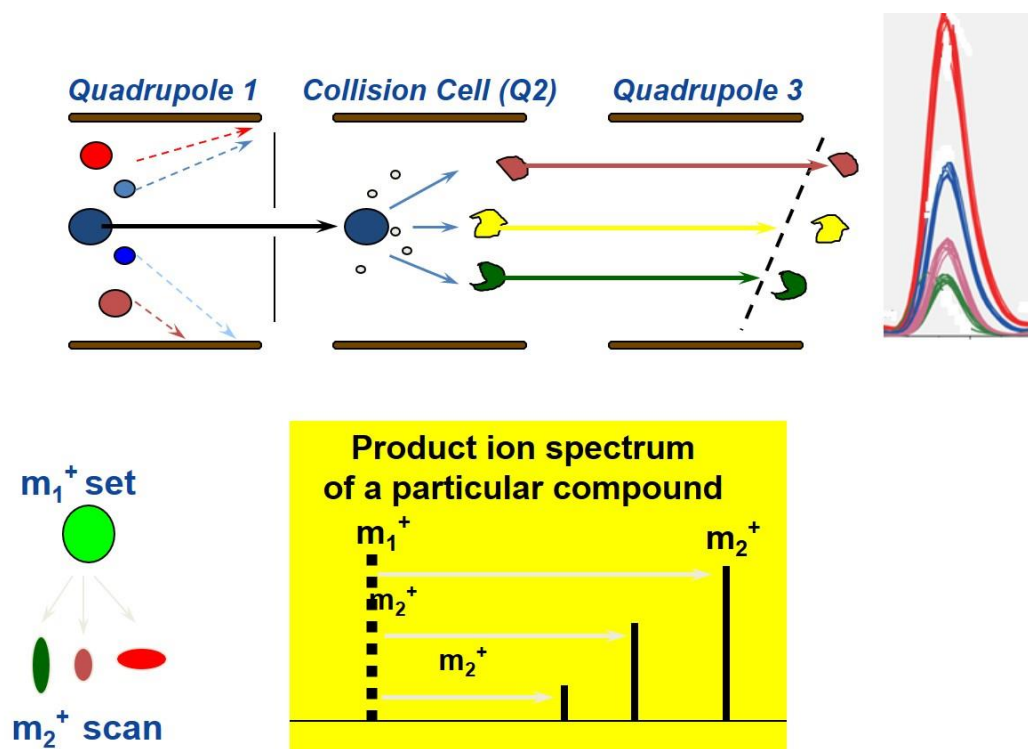 Quadrupole 1
Collision Cell (Q2)
Quadrupole 3
m₁⁺ set
m₂⁺ scan
Product ion spectrum
of a particular compound
m₁⁺
m₂⁺
m₂⁺
m₂⁺